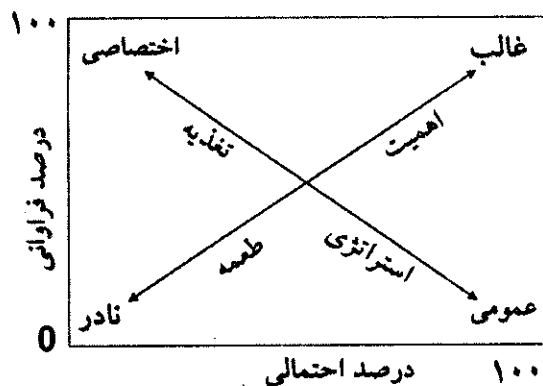 ۱۰۰
اختصاصی
غالب
تغذیه
اهمیت
درصد فراوانی
طعمه
استراتژی
نادر
عمومی
0
درصد احتمالی
۱۰۰